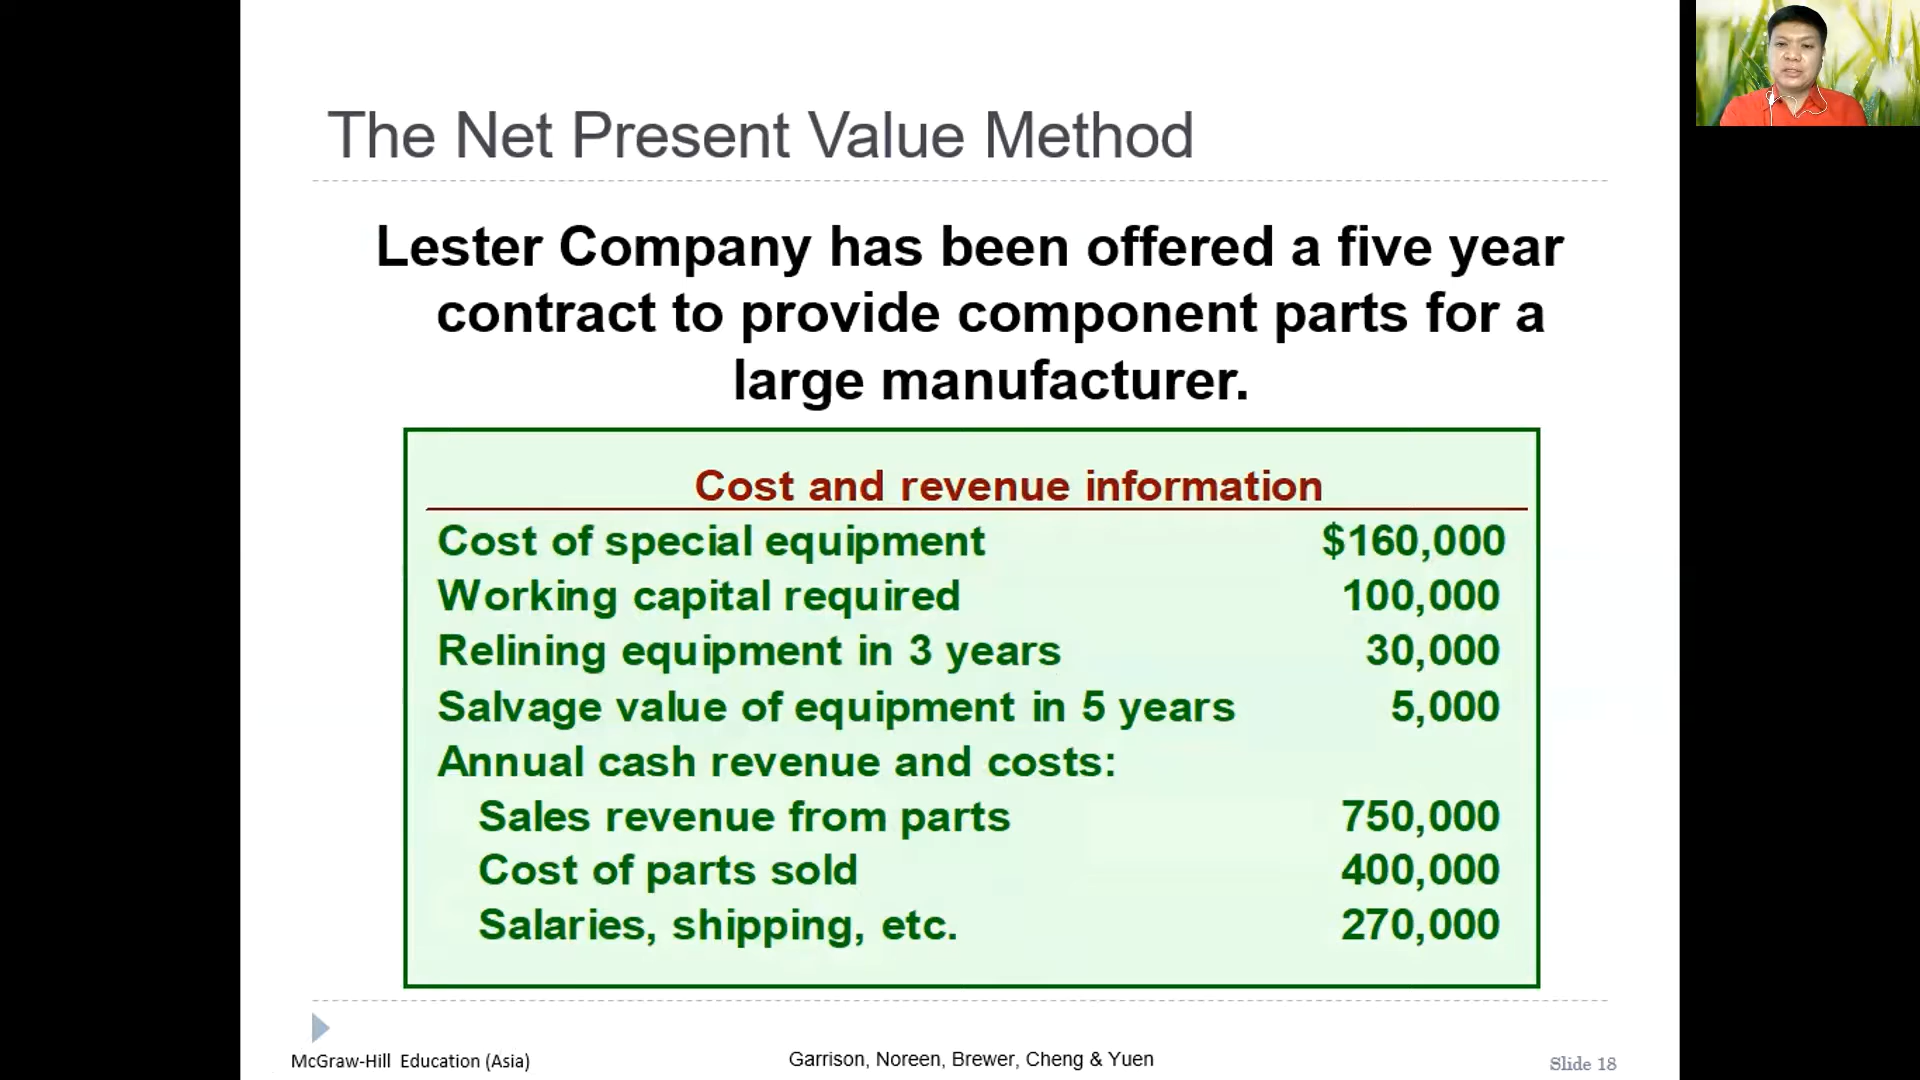 The Net Present Value Method
Lester Company has been offered a five year
contract to provide component parts for a
large manufacturer.
Cost and revenue information
Cost of special equipment $160,000
Working capital required 100,000
Relining equipment in 3 years 30,000
Salvage value of equipment in 5 years 5,000
Annual cash revenue and costs:
Sales revenue from parts 750,000
Cost of parts sold 400,000
Salaries, shipping, etc. 270,000
McGraw-Hill Education (Asia) Garrison, Noreen, Brewer, Cheng & Yuen Slide 18